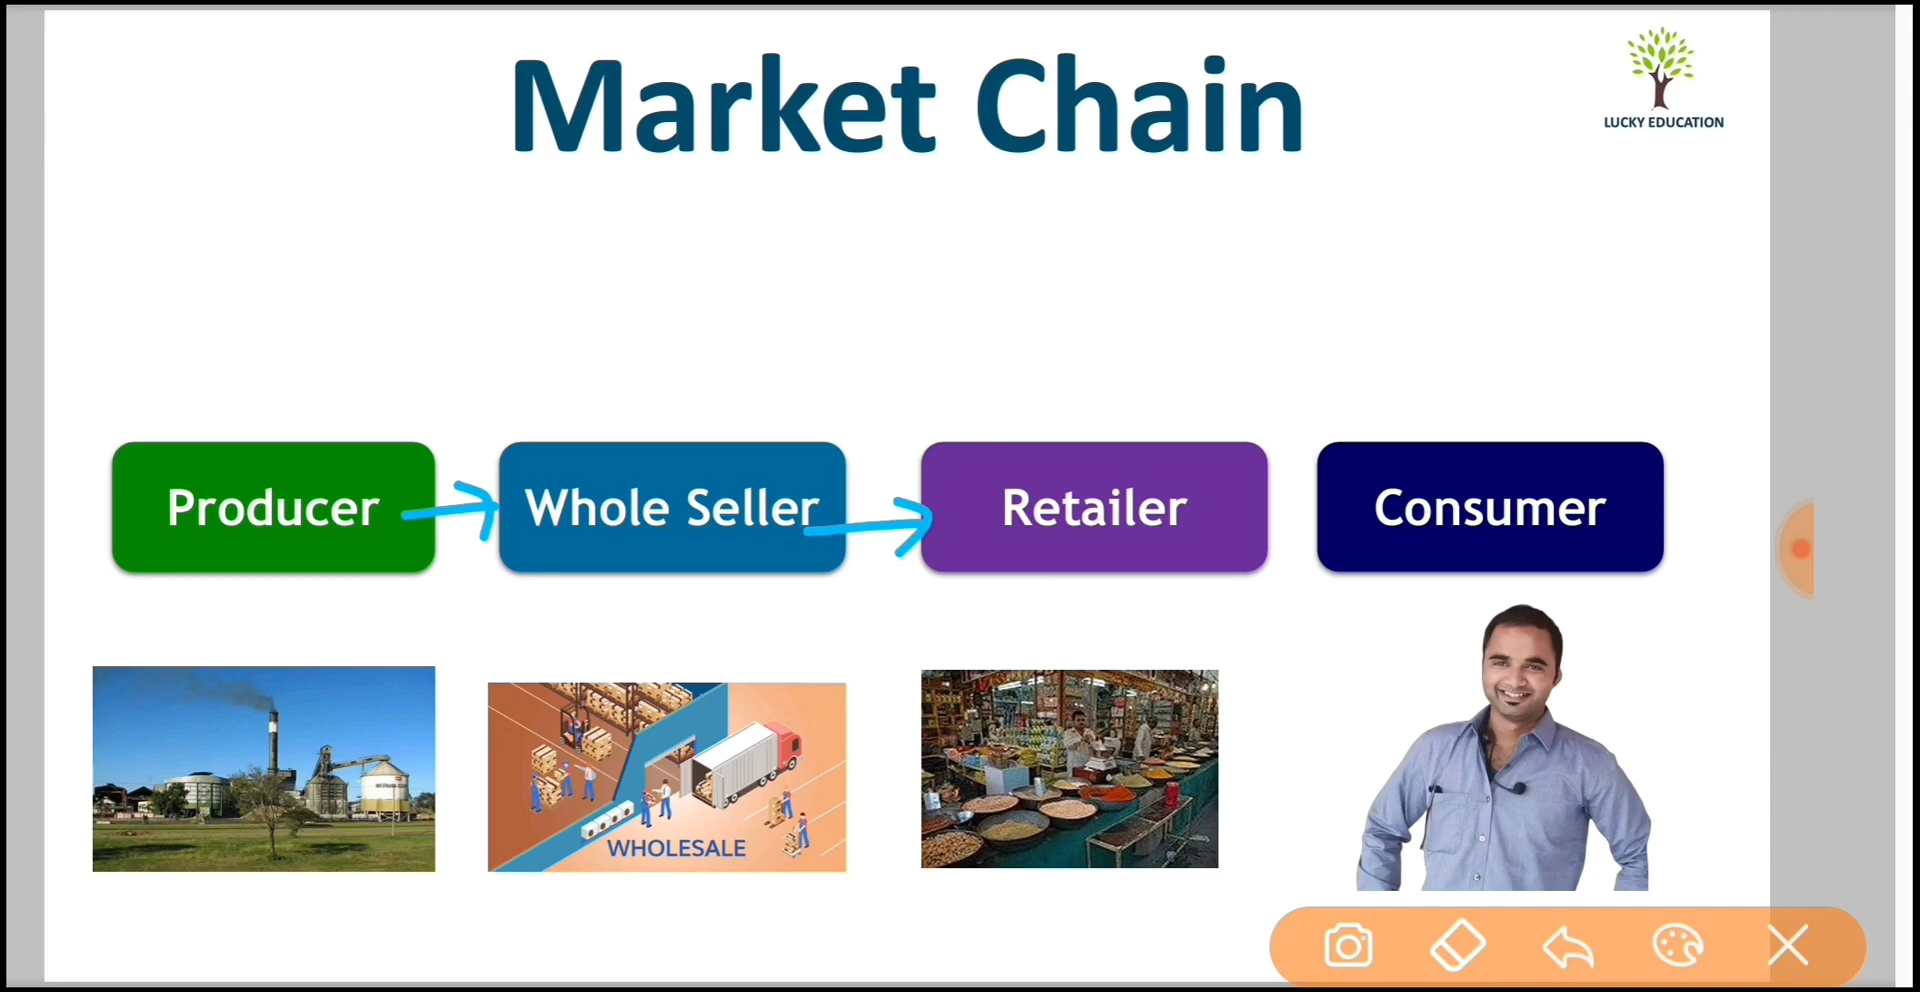 Market Chain
LUCKY EDUCATION
Producer
Whole Seller
Retailer
Consumer
WHOLESALE